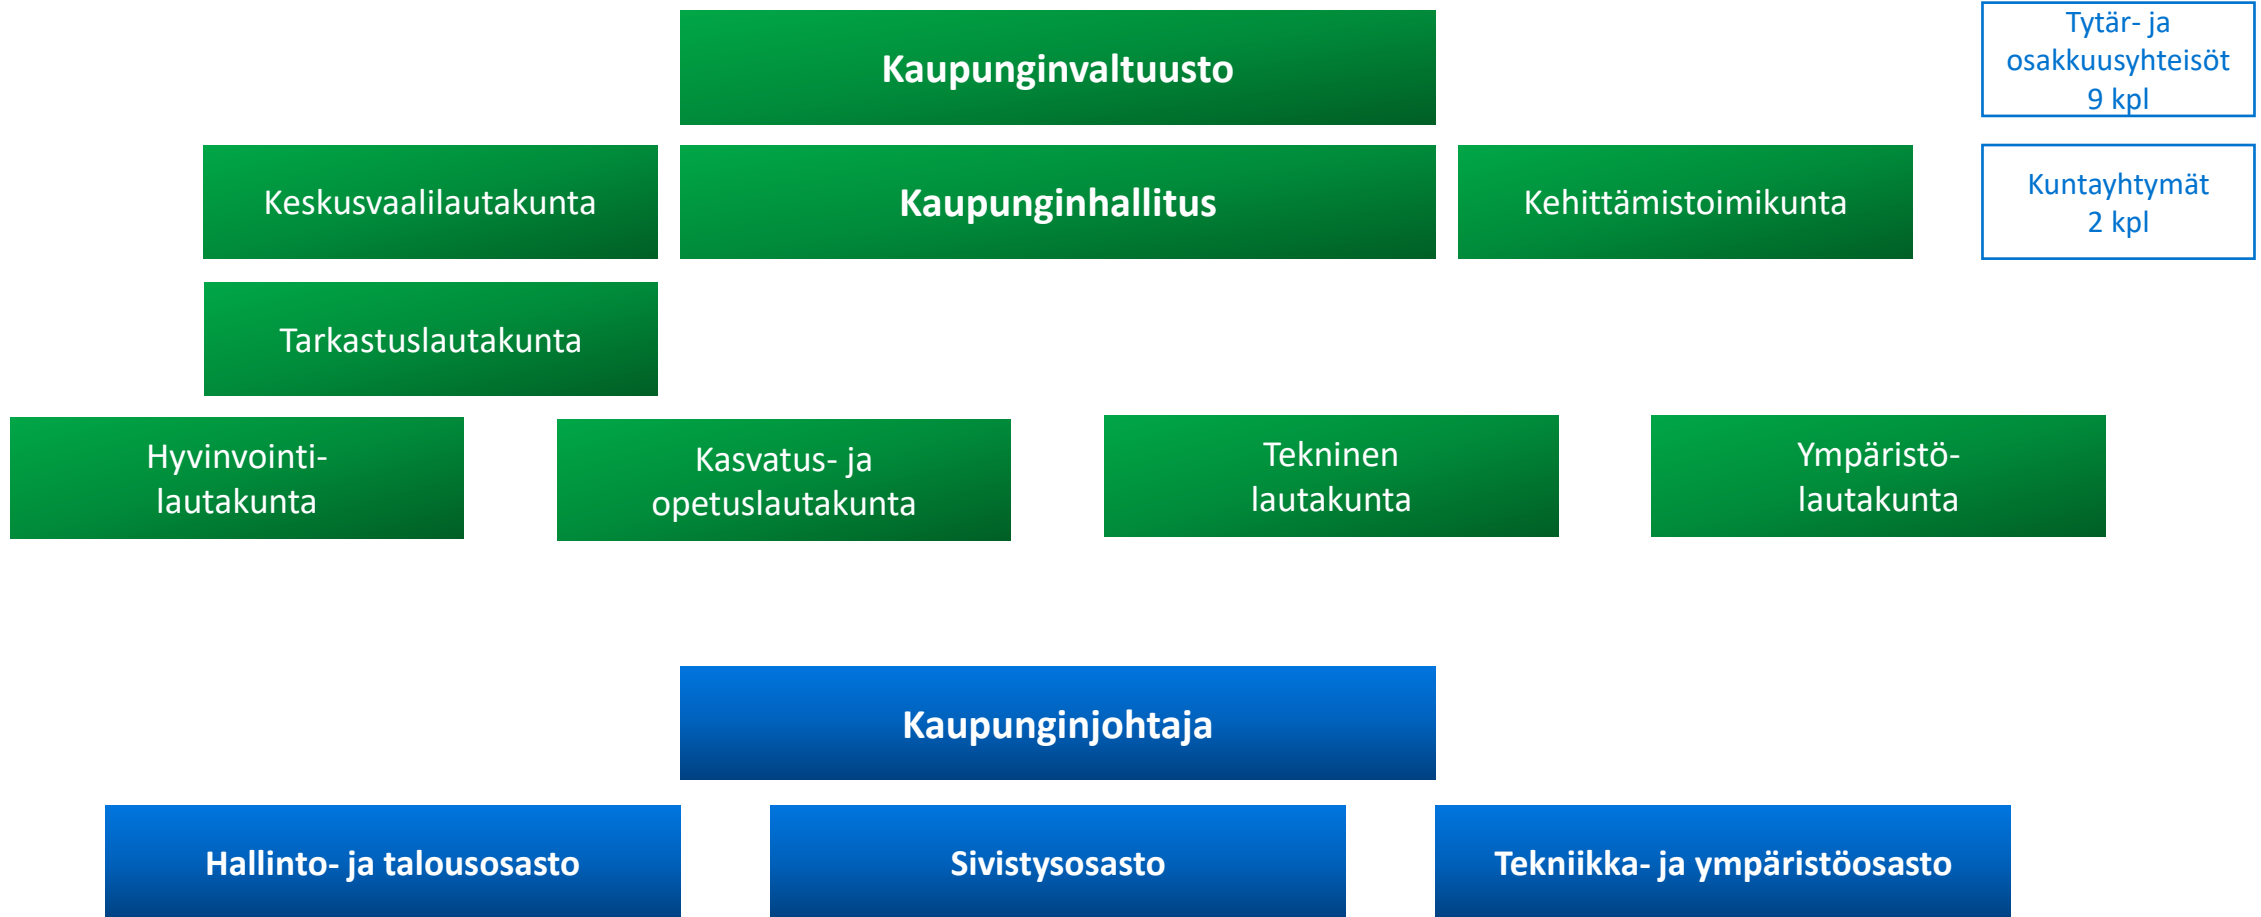 Kaupunginvaltuusto
Tytär- ja
osakkuusyhteisöt
9 kpl
Keskusvaalilautakunta
Kaupunginhallitus
Kehittämistoimikunta
Kuntayhtymät
2 kpl
Tarkastuslautakunta
Hyvinvointi-
lautakunta
Kasvatus- ja
opetuslautakunta
Tekninen
lautakunta
Ympäristö-
lautakunta
Kaupunginjohtaja
Hallinto- ja talousosasto
Sivistysosasto
Tekniikka- ja ympäristöosasto